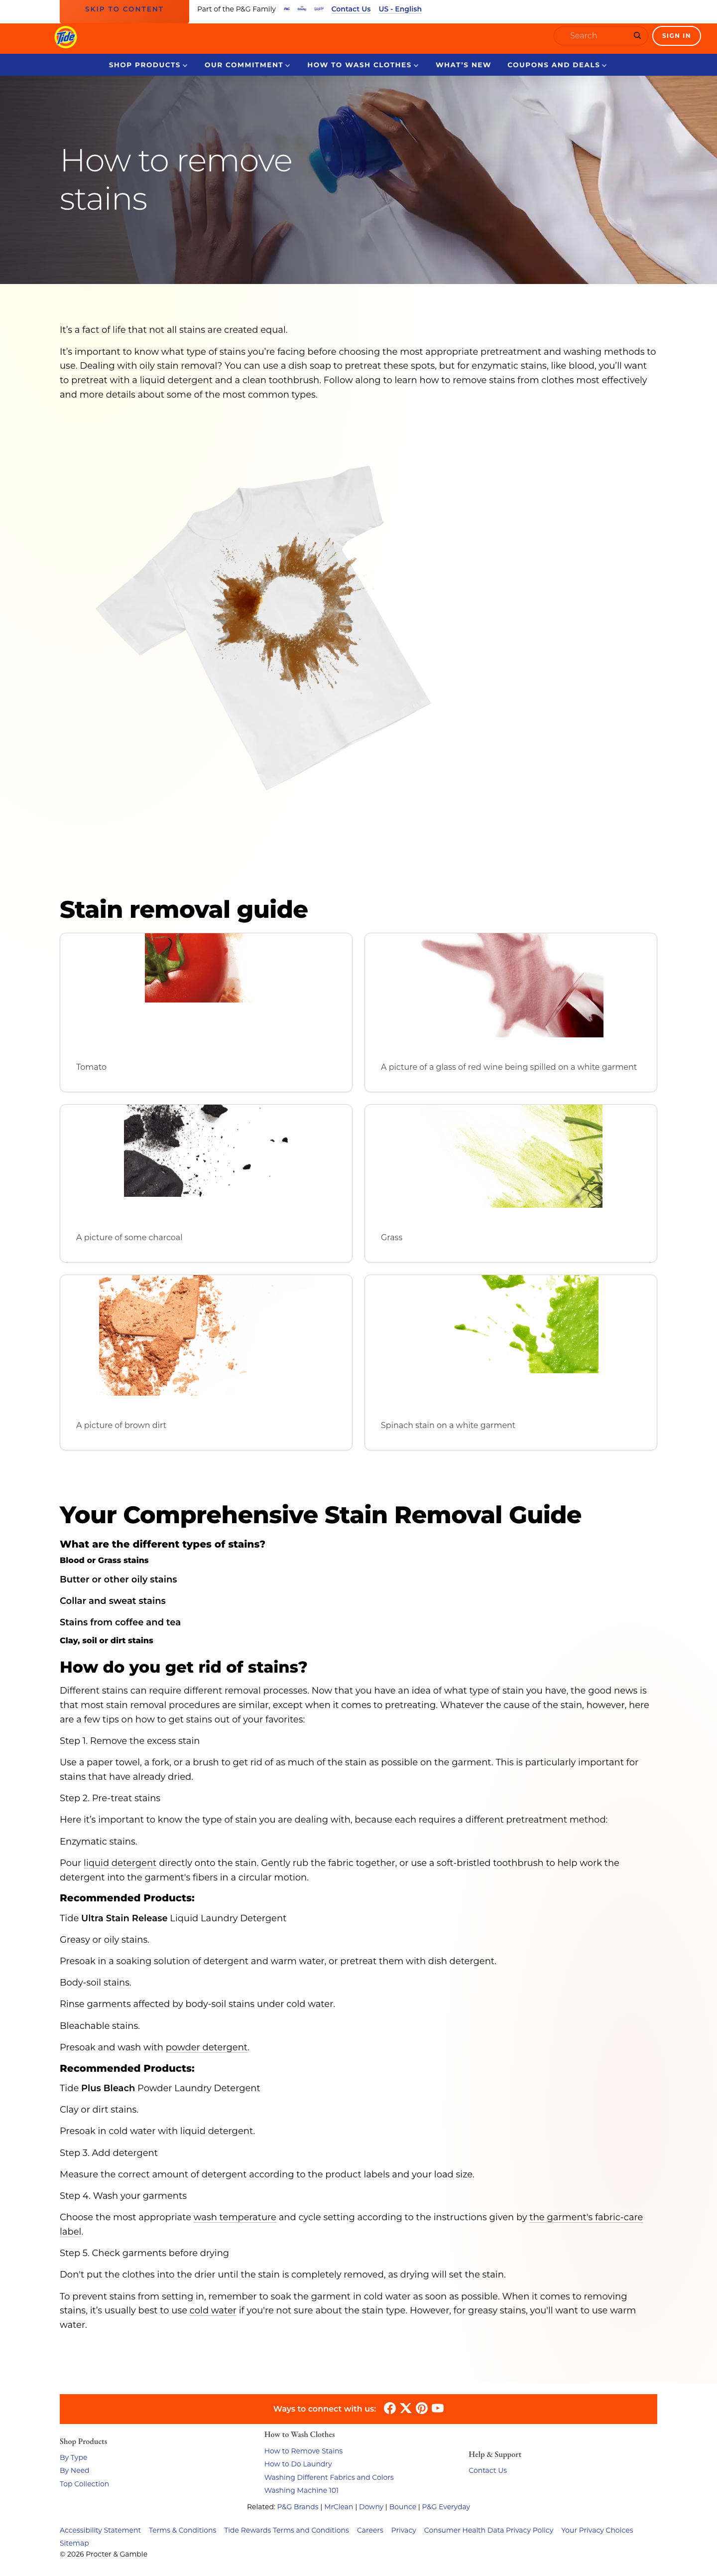 SKIP TO CONTENT
Part of the P&G Family
Contact Us
US - English
Tide
Search
SIGN IN
SHOP PRODUCTS
OUR COMMITMENT
HOW TO WASH CLOTHES
WHAT'S NEW
COUPONS AND DEALS
How to remove
stains
It's a fact of life that not all stains are created equal.
It's important to know what type of stains you're facing before choosing the most appropriate pretreatment and washing methods to
use. Dealing with oily stain removal? You can use a dish soap to pretreat these spots, but for enzymatic stains, like blood, you'll want
to pretreat with a liquid detergent and a clean toothbrush. Follow along to learn how to remove stains from clothes most effectively
and more details about some of the most common types.
Stain removal guide
Tomato
A picture of a glass of red wine being spilled on a white garment
A picture of some charcoal
Grass
A picture of brown dirt
Spinach stain on a white garment
Your Comprehensive Stain Removal Guide
What are the different types of stains?
Blood or Grass stains
Butter or other oily stains
Collar and sweat stains
Stains from coffee and tea
Clay, soil or dirt stains
How do you get rid of stains?
Different stains can require different removal processes. Now that you have an idea of what type of stain you have, the good news is
that most stain removal procedures are similar, except when it comes to pretreating. Whatever the cause of the stain, however, here
are a few tips on how to get stains out of your favorites:
Step 1. Remove the excess stain
Use a paper towel, a fork, or a brush to get rid of as much of the stain as possible on the garment. This is particularly important for
stains that have already dried.
Step 2. Pre-treat stains
Here it's important to know the type of stain you are dealing with, because each requires a different pretreatment method:
Enzymatic stains.
Pour liquid detergent directly onto the stain. Gently rub the fabric together, or use a soft-bristled toothbrush to help work the
detergent into the garment's fibers in a circular motion.
Recommended Products:
Tide Ultra Stain Release Liquid Laundry Detergent
Greasy or oily stains.
Presoak in a soaking solution of detergent and warm water, or pretreat them with dish detergent.
Body-soil stains.
Rinse garments affected by body-soil stains under cold water.
Bleachable stains.
Presoak and wash with powder detergent.
Recommended Products:
Tide Plus Bleach Powder Laundry Detergent
Clay or dirt stains.
Presoak in cold water with liquid detergent.
Step 3. Add detergent
Measure the correct amount of detergent according to the product labels and your load size.
Step 4. Wash your garments
Choose the most appropriate wash temperature and cycle setting according to the instructions given by the garment's fabric-care
label.
Step 5. Check garments before drying
Don't put the clothes into the drier until the stain is completely removed, as drying will set the stain.
To prevent stains from setting in, remember to soak the garment in cold water as soon as possible. When it comes to removing
stains, it's usually best to use cold water if you're not sure about the stain type. However, for greasy stains, you'll want to use warm
water.
Ways to connect with us:
Shop Products
By Type
By Need
Top Collection
How to Wash Clothes
How to Remove Stains
How to Do Laundry
Washing Different Fabrics and Colors
Washing Machine 101
Help & Support
Contact Us
Related: P&G Brands | MrClean | Downy | Bounce | P&G Everyday
Accessibility Statement
Terms & Conditions
Tide Rewards Terms and Conditions
Careers
Privacy
Consumer Health Data Privacy Policy
Your Privacy Choices
Sitemap
© 2026 Procter & Gamble